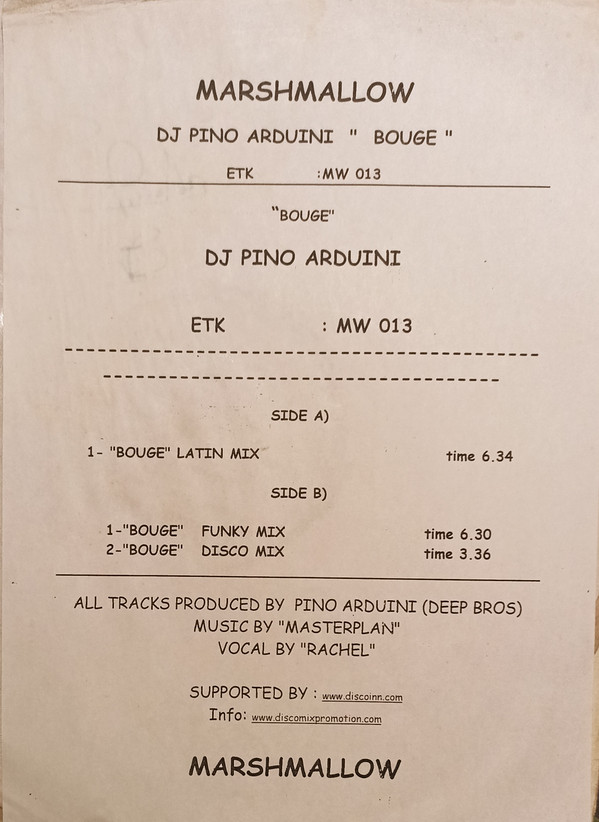 MARSHMALLOW
DJ PINO ARDUINI " BOUGE "
ETK :MW 013
"BOUGE"
DJ PINO ARDUINI
ETK : MW 013
SIDE A)
1- "BOUGE" LATIN MIX time 6.34
SIDE B)
1-"BOUGE" FUNKY MIX time 6.30
2-"BOUGE" DISCO MIX time 3.36
ALL TRACKS PRODUCED BY PINO ARDUINI (DEEP BROS)
MUSIC BY "MASTERPLAN"
VOCAL BY "RACHEL"
SUPPORTED BY : www.discoinn.com
Info: www.discomixpromotion.com
MARSHMALLOW